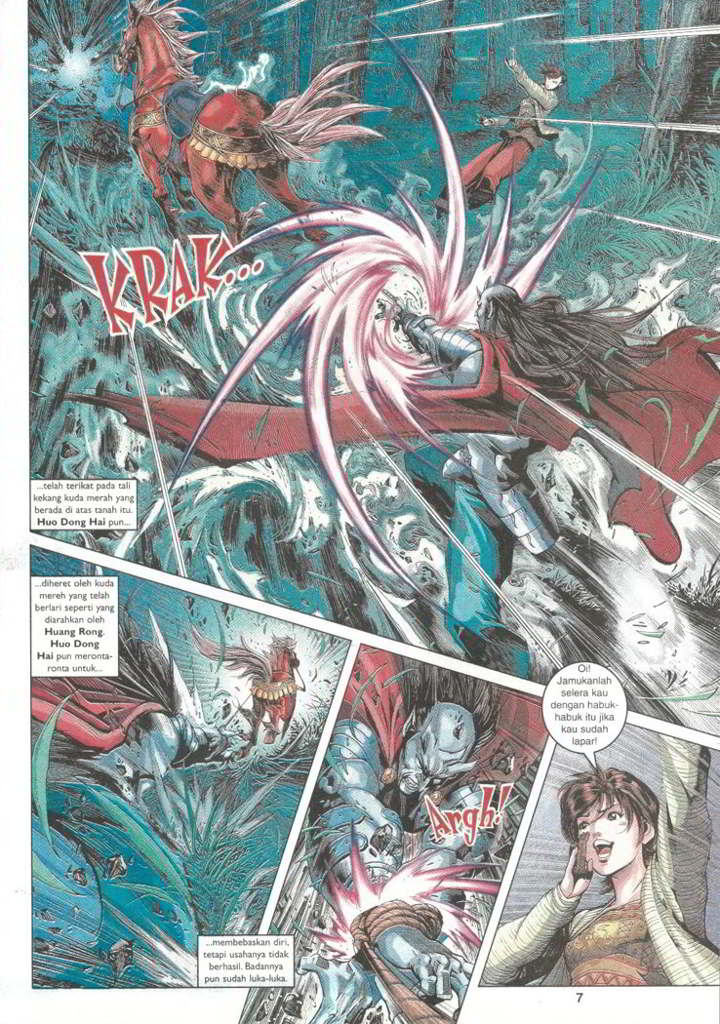 KRAK...
...telah terikat pada tali
kekang kuda merah yang
berada di atas tanah itu.
Huo Dong Hai pun...
...diheret oleh kuda
mereh yang telah
berlari seperti yang
diarahkan oleh
Huang Rong.
Huo Dong
Hai pun meronta-
ronta untuk...
Oi!
Jamukanlah
selera kau
dengan habuk-
habuk itu jika
kau sudah
lapar!
Argh!
...membebaskan diri,
tetapi usahanya tidak
berhasil. Badannya
pun sudah luka-luka.
7